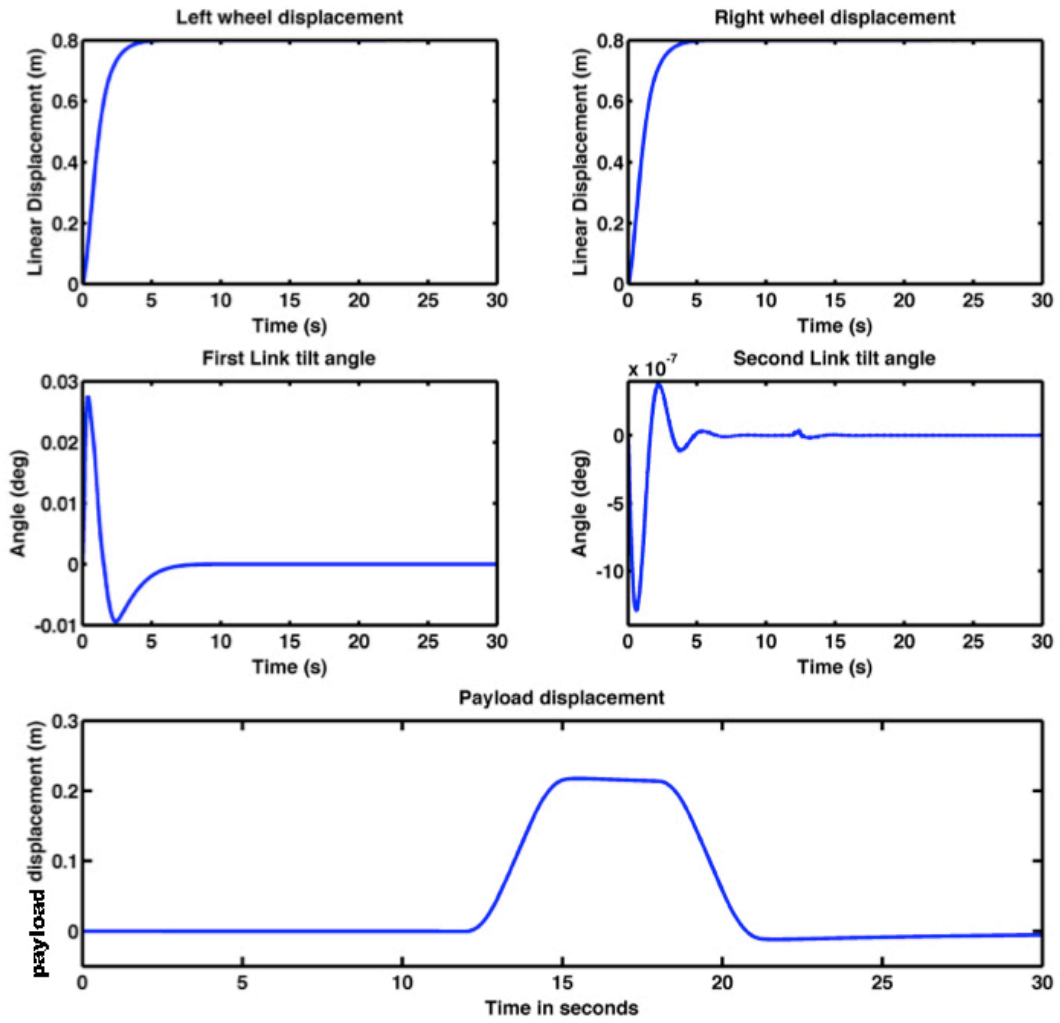 Left wheel displacement
Linear Displacement (m)
0.8
0.6
0.4
0.2
0
0 5 10 15 20 25 30
Time (s)
Right wheel displacement
Linear Displacement (m)
0.8
0.6
0.4
0.2
0
0 5 10 15 20 25 30
Time (s)
First Link tilt angle
Angle (deg)
0.03
0.02
0.01
0
-0.01
0 5 10 15 20 25 30
Time (s)
Second Link tilt angle
x 10^-7
Angle (deg)
0
-5
-10
0 5 10 15 20 25 30
Time (s)
Payload displacement
payload displacement (m)
0.3
0.2
0.1
0
0 5 10 15 20 25 30
Time in seconds